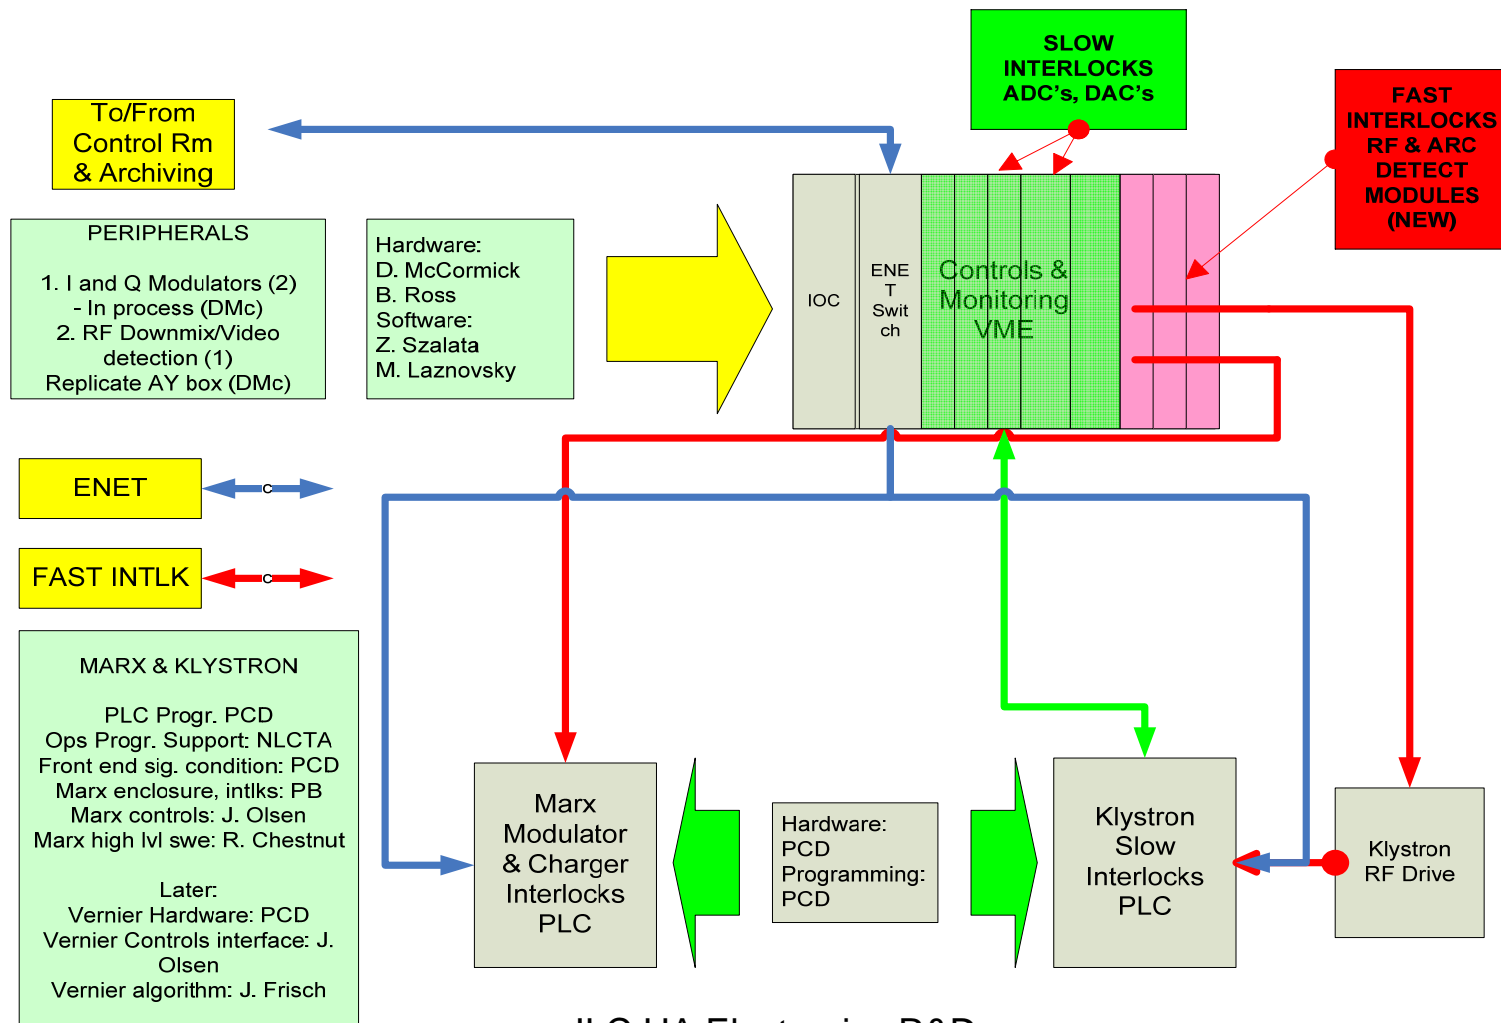 SLOW
INTERLOCKS
ADC's, DAC's
FAST
INTERLOCKS
RF & ARC
DETECT
MODULES
(NEW)
To/From
Control Rm
& Archiving
PERIPHERALS
1. I and Q Modulators (2)
- In process (DMc)
2. RF Downmix/Video
detection (1)
Replicate AY box (DMc)
Hardware:
D. McCormick
B. Ross
Software:
Z. Szalata
M. Laznovsky
IOC
ENE
T
Swit
ch
Controls &
Monitoring
VME
ENET
C
FAST INTLK
C
MARX & KLYSTRON
PLC Progr. PCD
Ops Progr. Support: NLCTA
Front end sig. condition: PCD
Marx enclosure, intlks: PB
Marx controls: J. Olsen
Marx high lvl swe: R. Chestnut
Later:
Vernier Hardware: PCD
Vernier Controls interface: J.
Olsen
Vernier algorithm: J. Frisch
Marx
Modulator
& Charger
Interlocks
PLC
Hardware:
PCD
Programming:
PCD
Klystron
Slow
Interlocks
PLC
Klystron
RF Drive